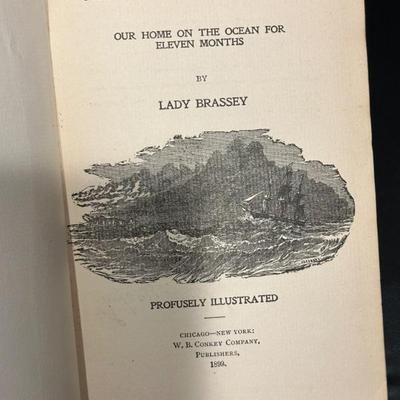 OUR HOME ON THE OCEAN FOR
ELEVEN MONTHS
BY
LADY BRASSEY
PROFUSELY ILLUSTRATED
CHICAGO—NEW YORK:
W. B. CONKEY COMPANY,
PUBLISHERS,
1899.